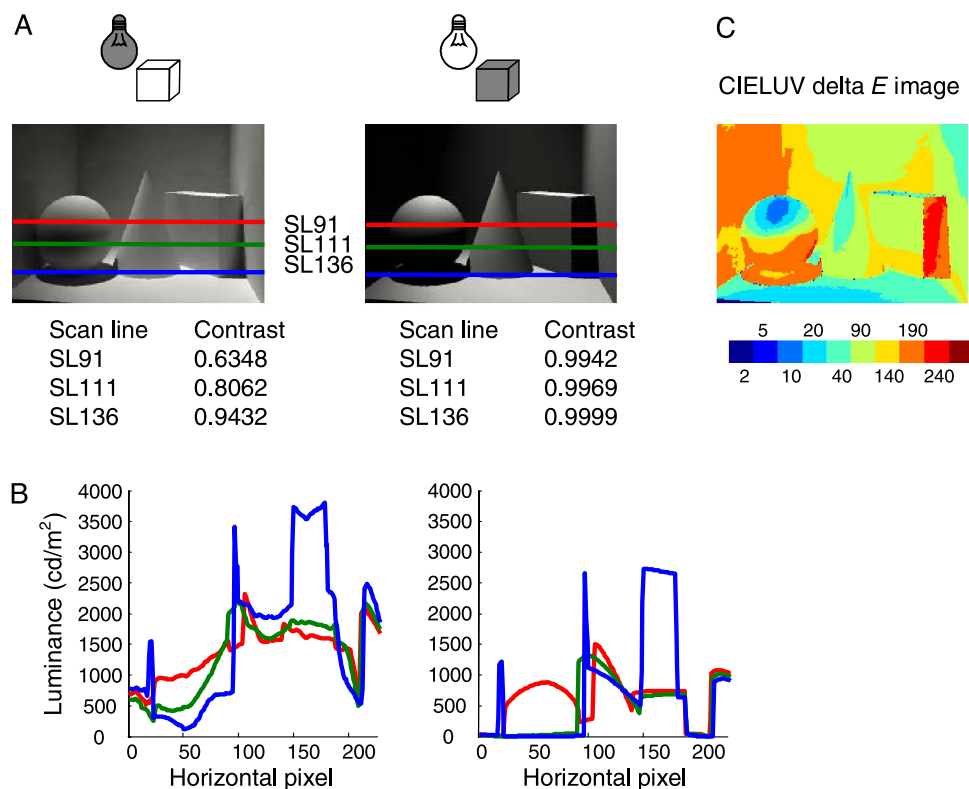 A
C
CIELUV delta E image
SL91
SL111
SL136
Scan line Contrast
SL91 0.6348
SL111 0.8062
SL136 0.9432
Scan line Contrast
SL91 0.9942
SL111 0.9969
SL136 0.9999
5 20 90 190
2 10 40 140 240
B
Luminance (cd/m²)
4000
3500
3000
2500
2000
1500
1000
500
0
0 50 100 150 200
Horizontal pixel
4000
3500
3000
2500
2000
1500
1000
500
0
0 50 100 150 200
Horizontal pixel